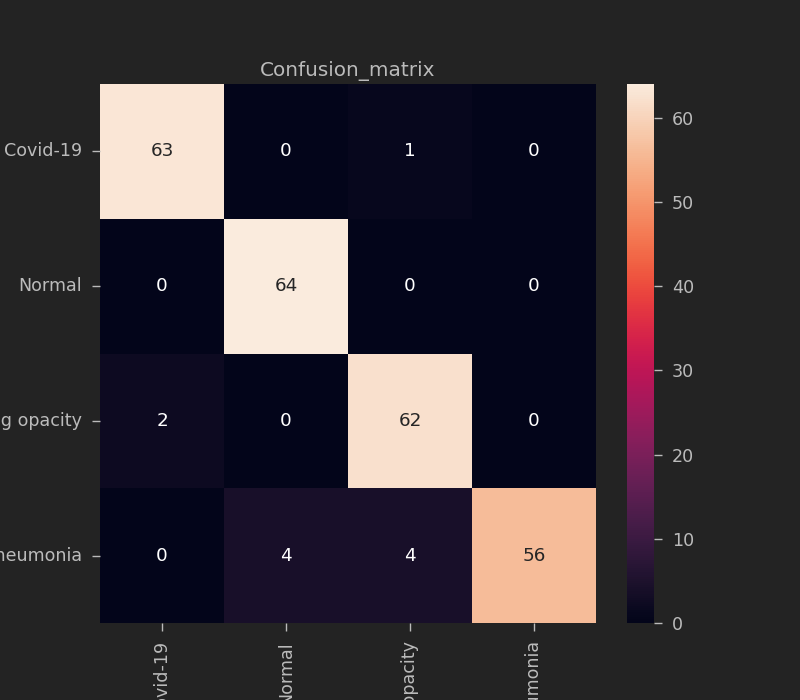 Confusion_matrix
Covid-19 63 0 1 0
Normal 0 64 0 0
g opacity 2 0 62 0
neumonia 0 4 4 56
vid-19 Normal opacity umonia
60
50
40
30
20
10
0